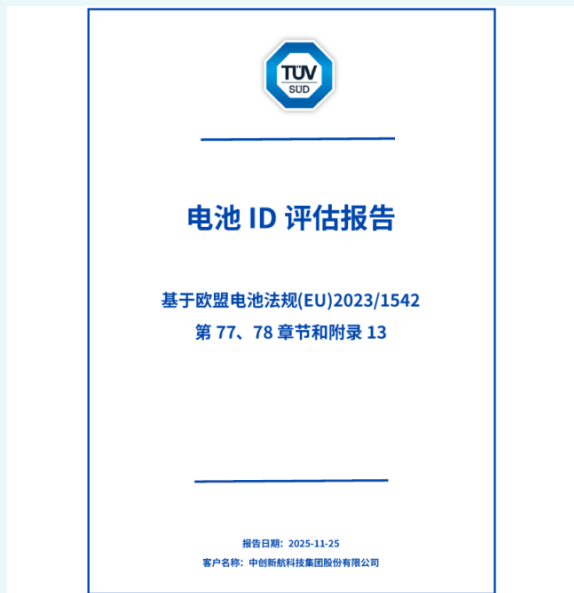 TÜV
SÜD
电池 ID 评估报告
基于欧盟电池法规(EU)2023/1542
第 77、78 章节和附录 13
报告日期：2025-11-25
客户名称：中创新航科技集团股份有限公司